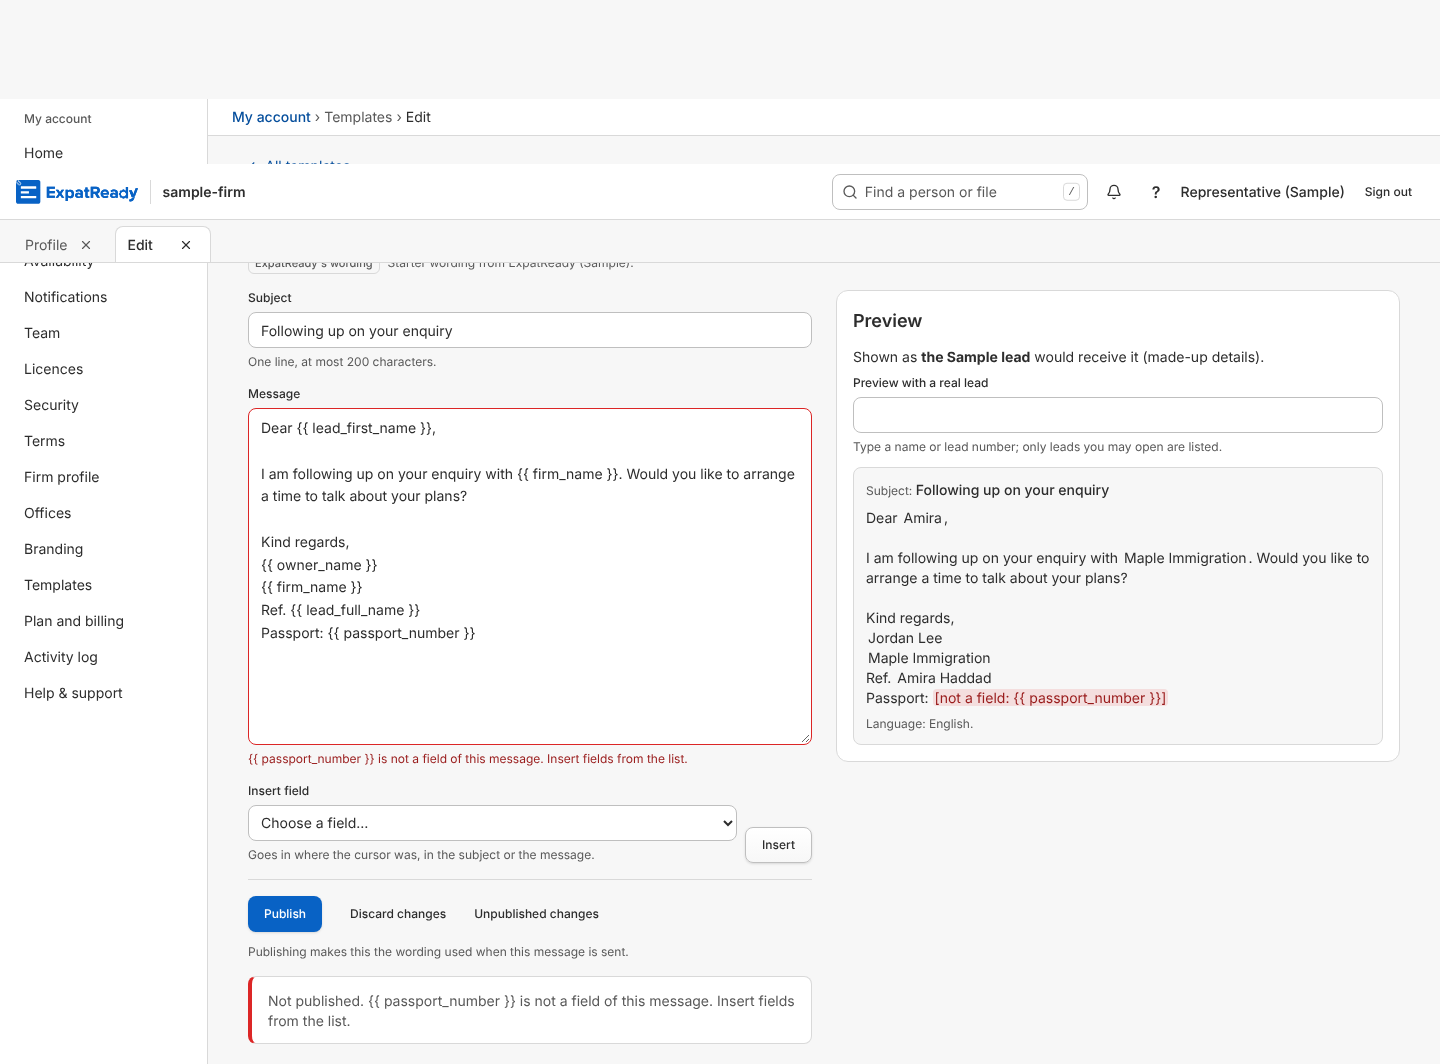 My account
My account › Templates › Edit
Home
All templates
ExpatReady
sample-firm
Find a person or file
/
?
Representative (Sample)
Sign out
Profile ×
Edit ×
Availability
ExpatReady's wording Starter wording from ExpatReady (Sample).
Notifications
Team
Licences
Security
Terms
Firm profile
Offices
Branding
Templates
Plan and billing
Activity log
Help & support
Subject
Following up on your enquiry
One line, at most 200 characters.
Message
Dear {{ lead_first_name }},
I am following up on your enquiry with {{ firm_name }}. Would you like to arrange
a time to talk about your plans?
Kind regards,
{{ owner_name }}
{{ firm_name }}
Ref. {{ lead_full_name }}
Passport: {{ passport_number }}
{{ passport_number }} is not a field of this message. Insert fields from the list.
Insert field
Choose a field...
Insert
Goes in where the cursor was, in the subject or the message.
Publish
Discard changes
Unpublished changes
Publishing makes this the wording used when this message is sent.
Not published. {{ passport_number }} is not a field of this message. Insert fields
from the list.
Preview
Shown as the Sample lead would receive it (made-up details).
Preview with a real lead
Type a name or lead number; only leads you may open are listed.
Subject: Following up on your enquiry
Dear Amira,
I am following up on your enquiry with Maple Immigration. Would you like to
arrange a time to talk about your plans?
Kind regards,
Jordan Lee
Maple Immigration
Ref. Amira Haddad
Passport: [not a field: {{ passport_number }}]
Language: English.